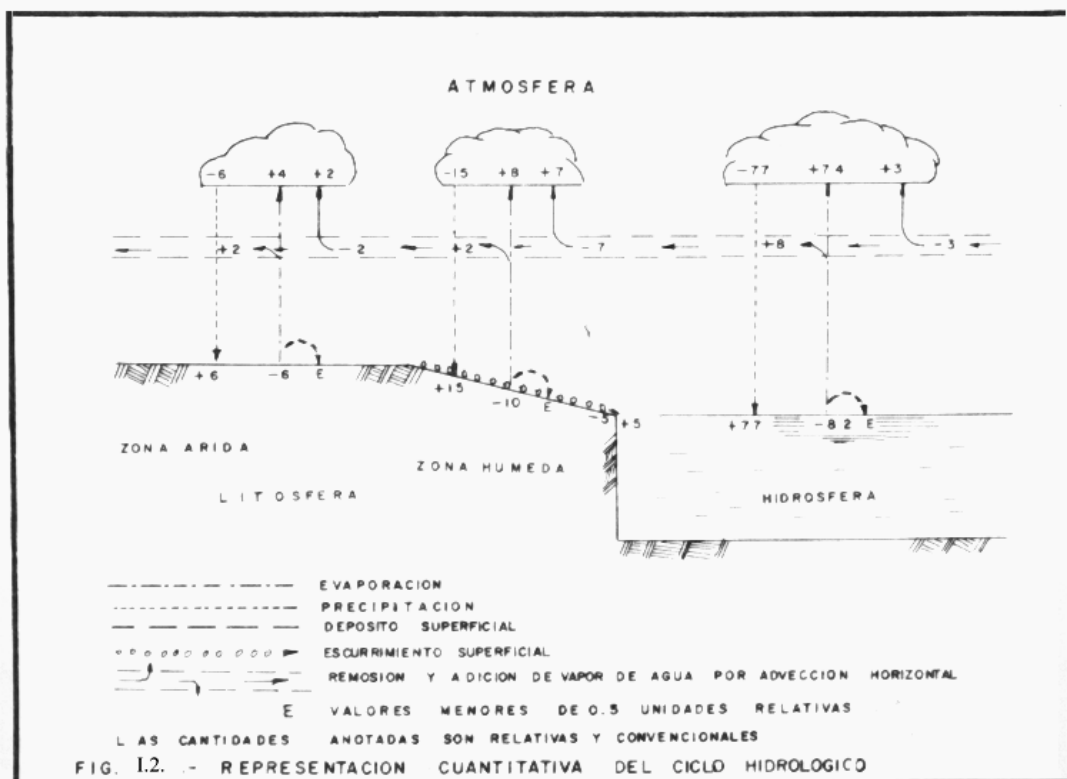 ATMOSFERA
-6 +4 +2 -15 +8 +7 -77 +74 +3
+2 -2 +2 -7 +8 -3
+6 -6 E +15 -10 E -5 +5 +77 -82 E
ZONA ARIDA
ZONA HUMEDA
LITOSFERA
HIDROSFERA
EVAPORACION
PRECIPITACION
DEPOSITO SUPERFICIAL
ESCURRIMIENTO SUPERFICIAL
REMOSION Y ADICION DE VAPOR DE AGUA POR ADVECCION HORIZONTAL
E VALORES MENORES DE 0.5 UNIDADES RELATIVAS
LAS CANTIDADES ANOTADAS SON RELATIVAS Y CONVENCIONALES
FIG. I.2. .- REPRESENTACION CUANTITATIVA DEL CICLO HIDROLOGICO